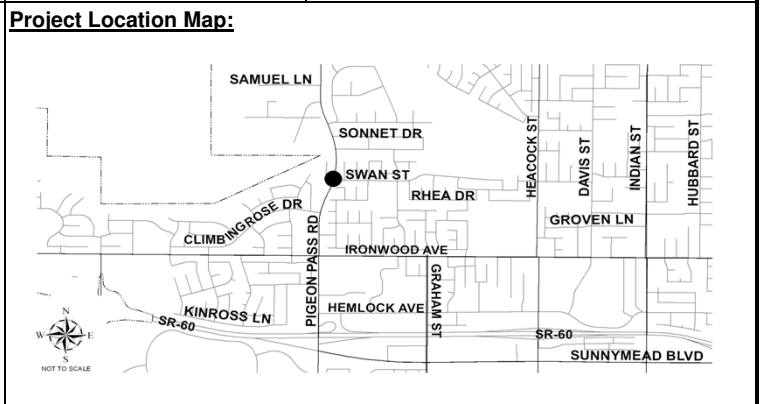 Project Location Map:
SAMUEL LN
SONNET DR
SWAN ST
RHEA DR
HEACOCK ST
DAVIS ST
INDIAN ST
HUBBARD ST
GROVEN LN
CLIMBINGROSE DR
PIGEON PASS RD
IRONWOOD AVE
GRAHAM ST
HEMLOCK AVE
KINROSS LN
SR-60
SR-60
SUNNYMEAD BLVD
N
W
E
S
NOT TO SCALE